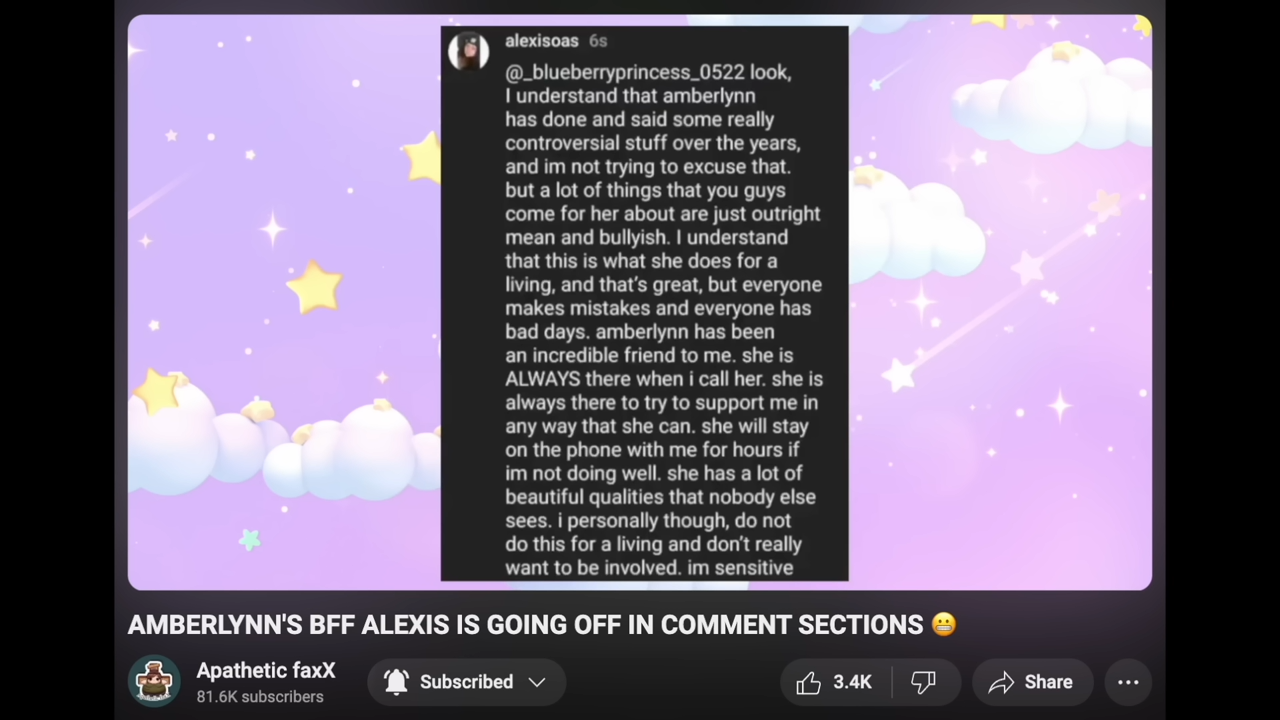 alexisoas 6s
@_blueberryprincess_0522 look,
I understand that amberlynn
has done and said some really
controversial stuff over the years,
and im not trying to excuse that.
but a lot of things that you guys
come for her about are just outright
mean and bullyish. I understand
that this is what she does for a
living, and that’s great, but everyone
makes mistakes and everyone has
bad days. amberlynn has been
an incredible friend to me. she is
ALWAYS there when i call her. she is
always there to try to support me in
any way that she can. she will stay
on the phone with me for hours if
im not doing well. she has a lot of
beautiful qualities that nobody else
sees. i personally though, do not
do this for a living and don’t really
want to be involved. im sensitive
AMBERLYNN'S BFF ALEXIS IS GOING OFF IN COMMENT SECTIONS 😬
Apathetic faxX
81.6K subscribers
Subscribed
3.4K
Share